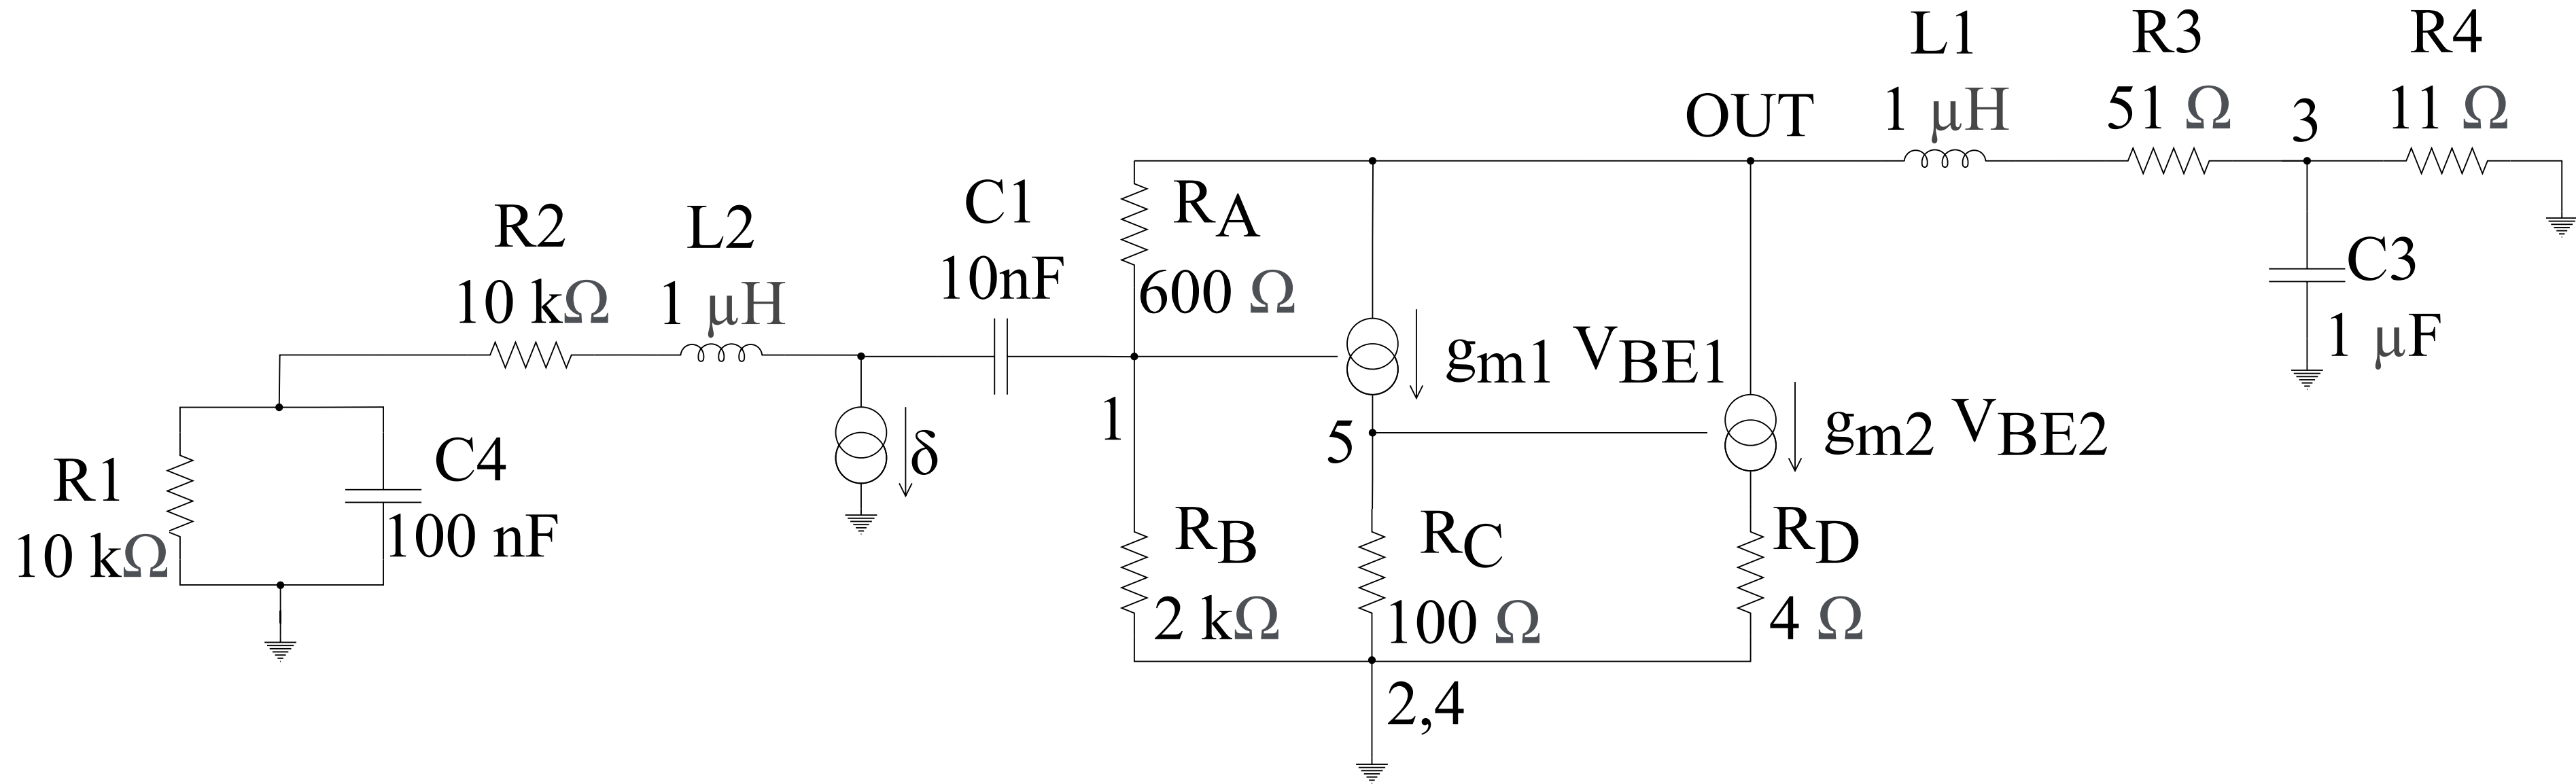 L1
1 μH
R3
51 Ω
3
R4
11 Ω
OUT
R2
10 kΩ
L2
1 μH
C1
10nF
RA
600 Ω
C3
1 μF
gm1 VBE1
gm2 VBE2
1
5
δ
R1
10 kΩ
C4
100 nF
RB
2 kΩ
RC
100 Ω
RD
4 Ω
2,4